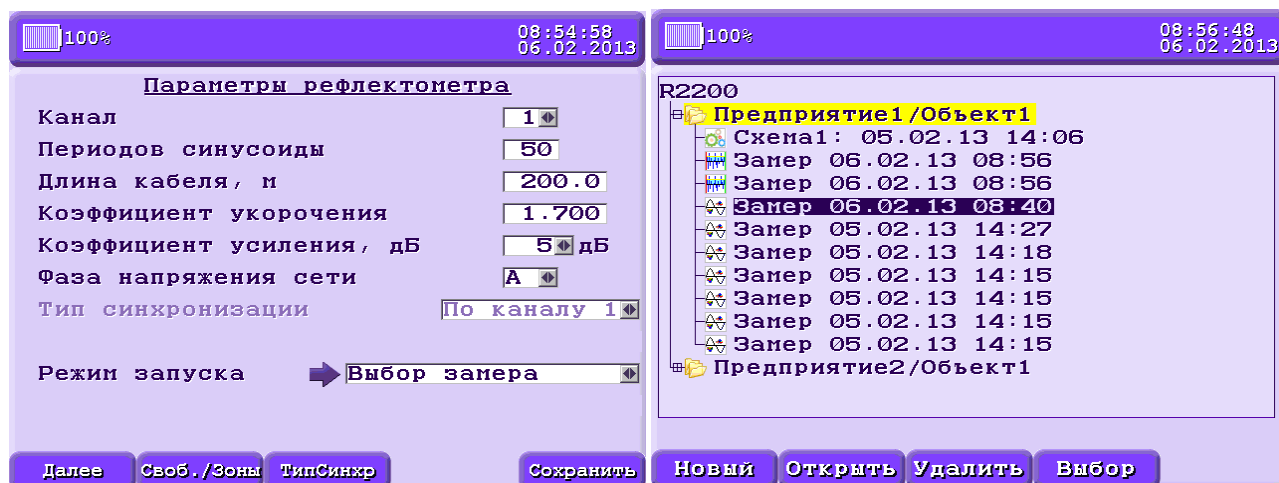 100%
08:54:58
06.02.2013
Параметры рефлектометра
Канал 1
Периодов синусоиды 50
Длина кабеля, м 200.0
Коэффициент укорочения 1.700
Коэффициент усиления, дБ 5 дБ
Фаза напряжения сети A
Тип синхронизации По каналу 1
Режим запуска Выбор замера
Далее Своб./Зоны ТипСинхр Сохранить
100%
08:56:48
06.02.2013
R2200
Предприятие1/Обьект1
Схема1: 05.02.13 14:06
Замер 06.02.13 08:56
Замер 06.02.13 08:56
Замер 06.02.13 08:40
Замер 05.02.13 14:27
Замер 05.02.13 14:18
Замер 05.02.13 14:15
Замер 05.02.13 14:15
Замер 05.02.13 14:15
Замер 05.02.13 14:15
Предприятие2/Обьект1
Новый Открыть Удалить Выбор